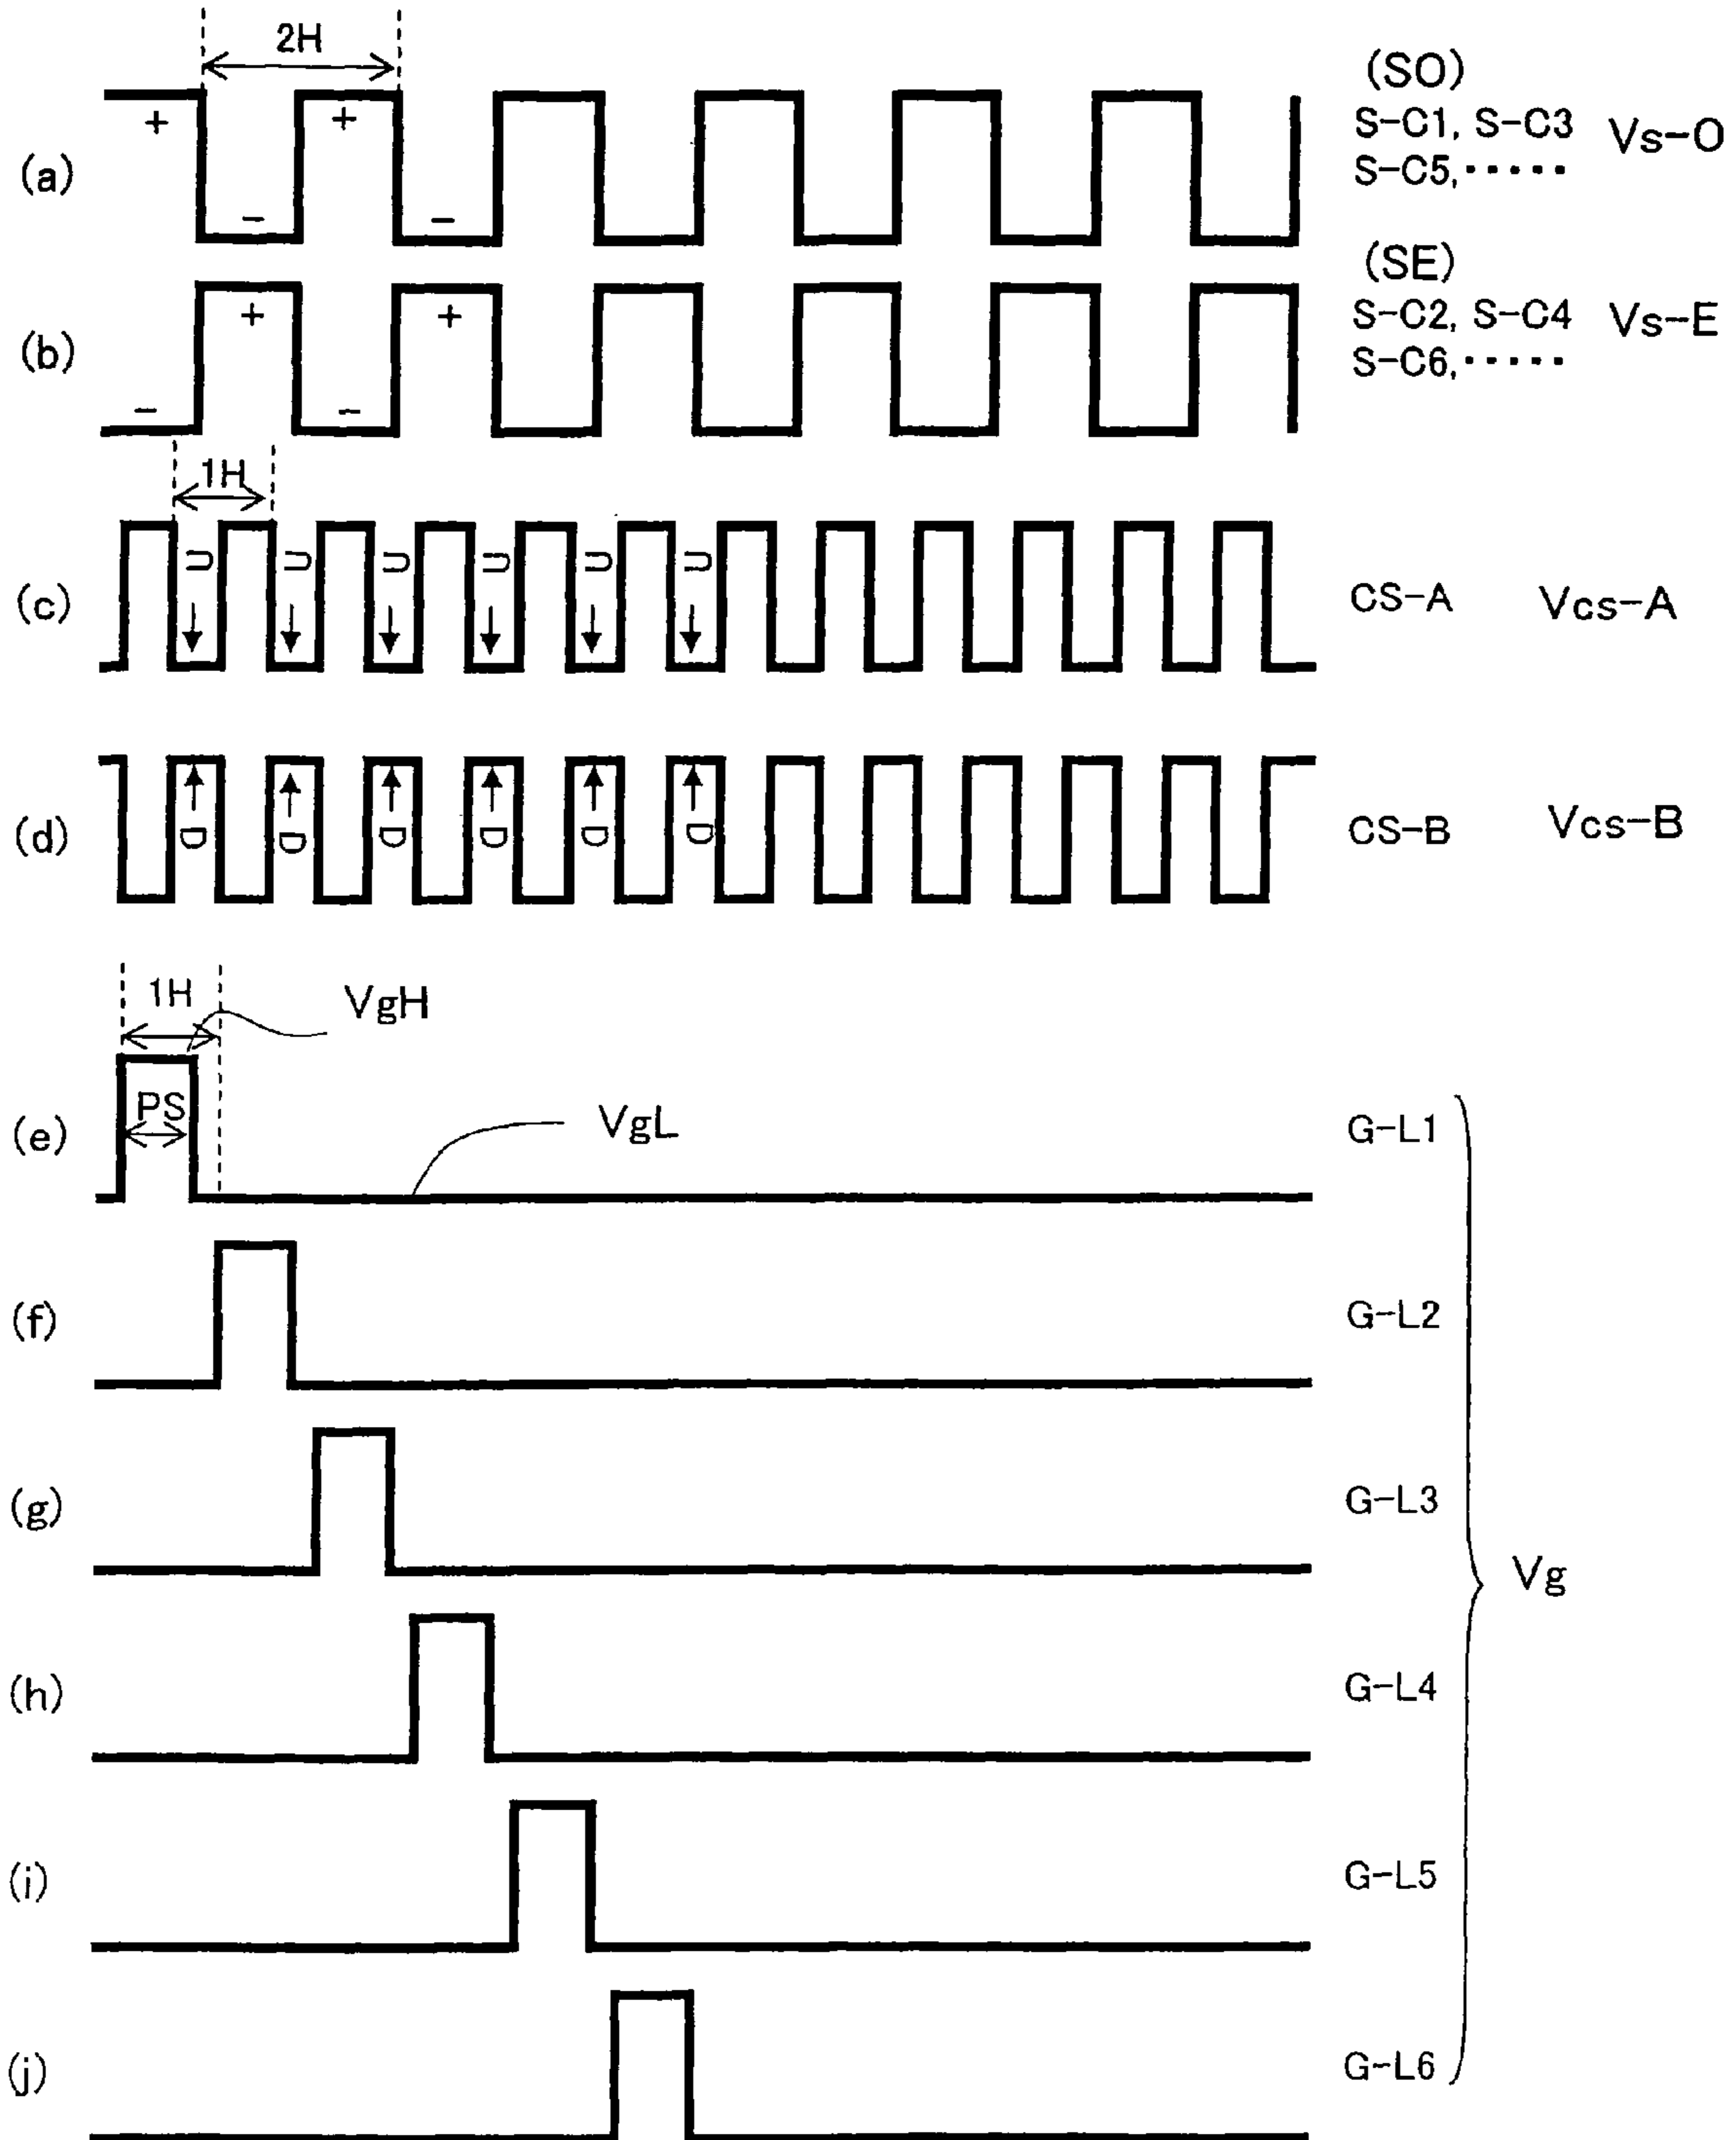 2H
(a)
+
−
+
−
(SO)
S-C1, S-C3
S-C5, ·····
Vs-O
(b)
−
+
−
+
(SE)
S-C2, S-C4
S-C6, ·····
Vs-E
1H
(c)
U U U U U U
CS-A
Vcs-A
(d)
D D D D D D
CS-B
Vcs-B
1H
VgH
(e)
PS
VgL
G-L1
(f)
G-L2
(g)
G-L3
Vg
(h)
G-L4
(i)
G-L5
(j)
G-L6